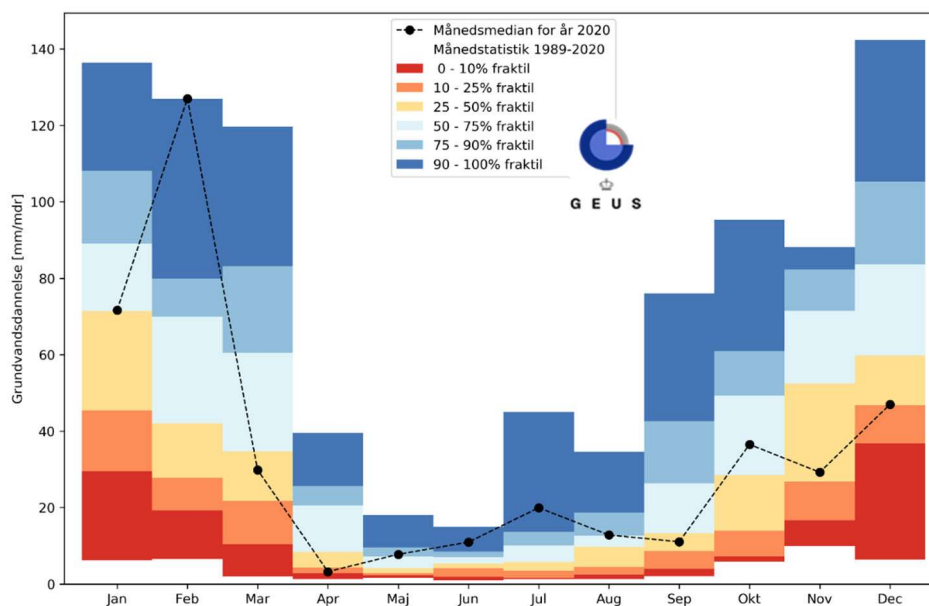 Månedsmedian for år 2020
Månedstatistik 1989-2020
0 - 10% fraktil
10 - 25% fraktil
25 - 50% fraktil
50 - 75% fraktil
75 - 90% fraktil
90 - 100% fraktil
G E U S
Grundvandsdannelse [mm/mdr]
140
120
100
80
60
40
20
0
Jan Feb Mar Apr Maj Jun Jul Aug Sep Okt Nov Dec